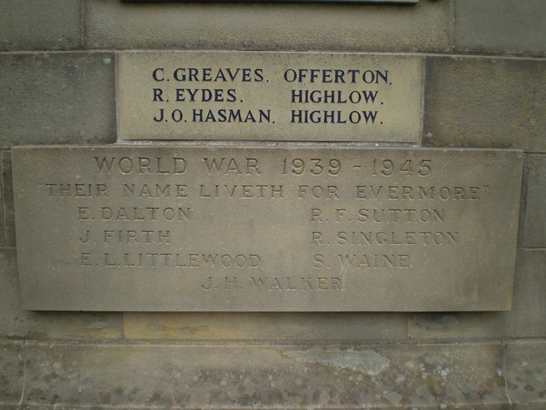 C. GREAVES. OFFERTON.
R. EYDES. HIGHLOW.
J.O. HASMAN. HIGHLOW.
WORLD WAR 1939 - 1945
"THEIR NAME LIVETH FOR EVERMORE"
E. DALTON R. F. SUTTON
J. FIRTH R. SINGLETON
E. L. LITTLEWOOD S. WAINE
J. H. WALKER